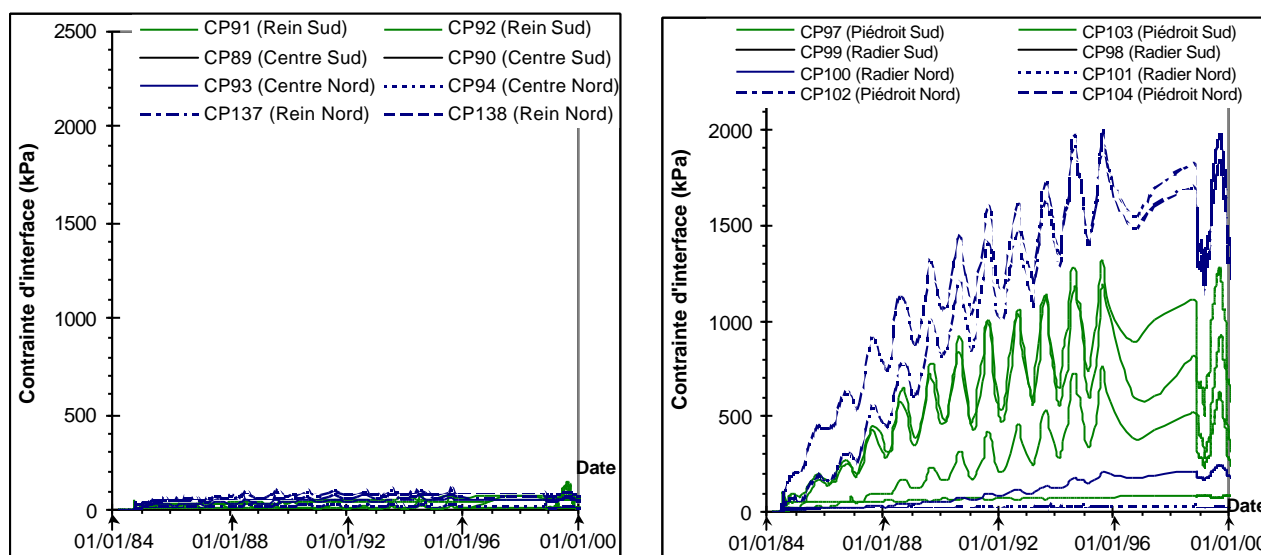 CP91 (Rein Sud) CP92 (Rein Sud)
CP89 (Centre Sud) CP90 (Centre Sud)
CP93 (Centre Nord) CP94 (Centre Nord)
CP137 (Rein Nord) CP138 (Rein Nord)
Contrainte d'interface (kPa)
2500
2000
1500
1000
500
0
Date
01/01/84 01/01/88 01/01/92 01/01/96 01/01/00
CP97 (Piédroit Sud) CP103 (Piédroit Sud)
CP99 (Radier Sud) CP98 (Radier Sud)
CP100 (Radier Nord) CP101 (Radier Nord)
CP102 (Piédroit Nord) CP104 (Piédroit Nord)
Contrainte d'interface (kPa)
2000
1500
1000
500
0
Date
01/01/84 01/01/88 01/01/92 01/01/96 01/01/00